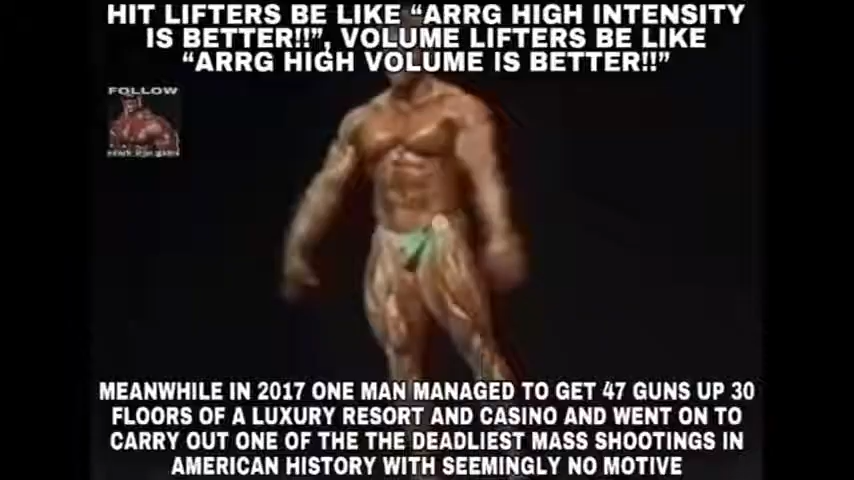 HIT LIFTERS BE LIKE “ARRG HIGH INTENSITY
IS BETTER!!”, VOLUME LIFTERS BE LIKE
“ARRG HIGH VOLUME IS BETTER!!”
FOLLOW
MEANWHILE IN 2017 ONE MAN MANAGED TO GET 47 GUNS UP 30
FLOORS OF A LUXURY RESORT AND CASINO AND WENT ON TO
CARRY OUT ONE OF THE THE DEADLIEST MASS SHOOTINGS IN
AMERICAN HISTORY WITH SEEMINGLY NO MOTIVE